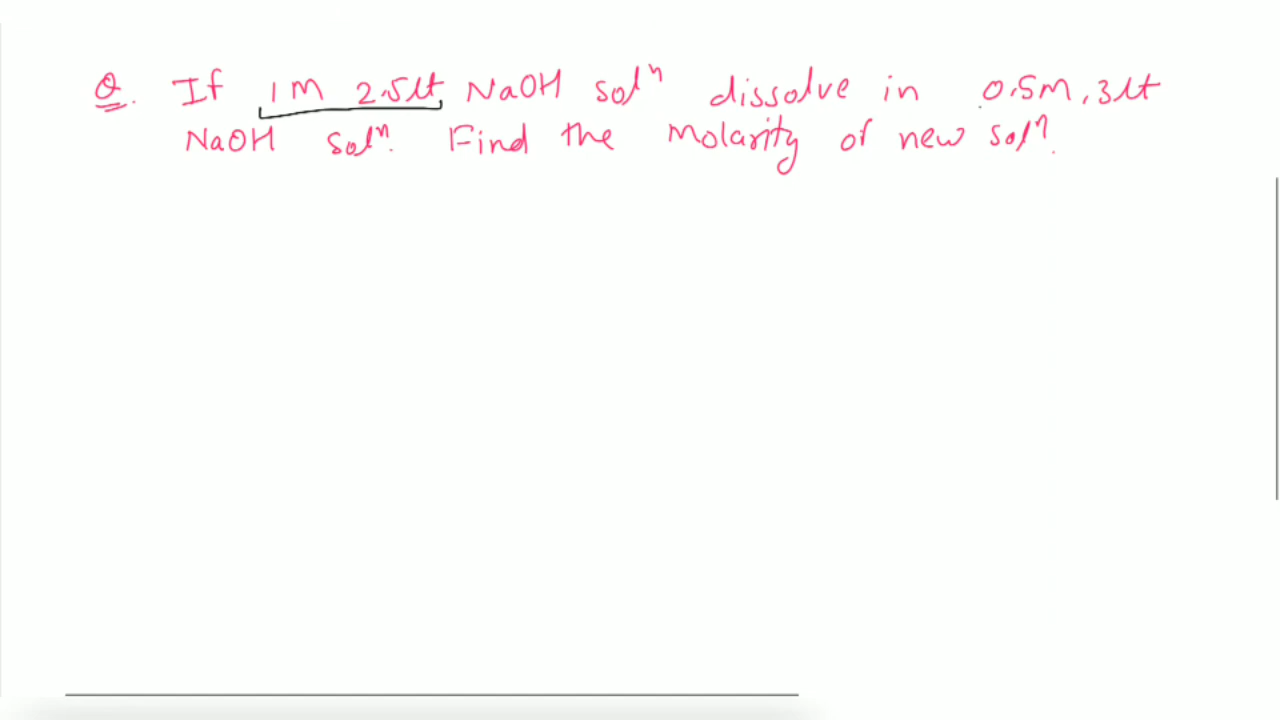 Q. If 1M 2.5lt NaOH solⁿ dissolve in 0.5M, 3lt
NaOH solⁿ. Find the Molarity of new solⁿ.